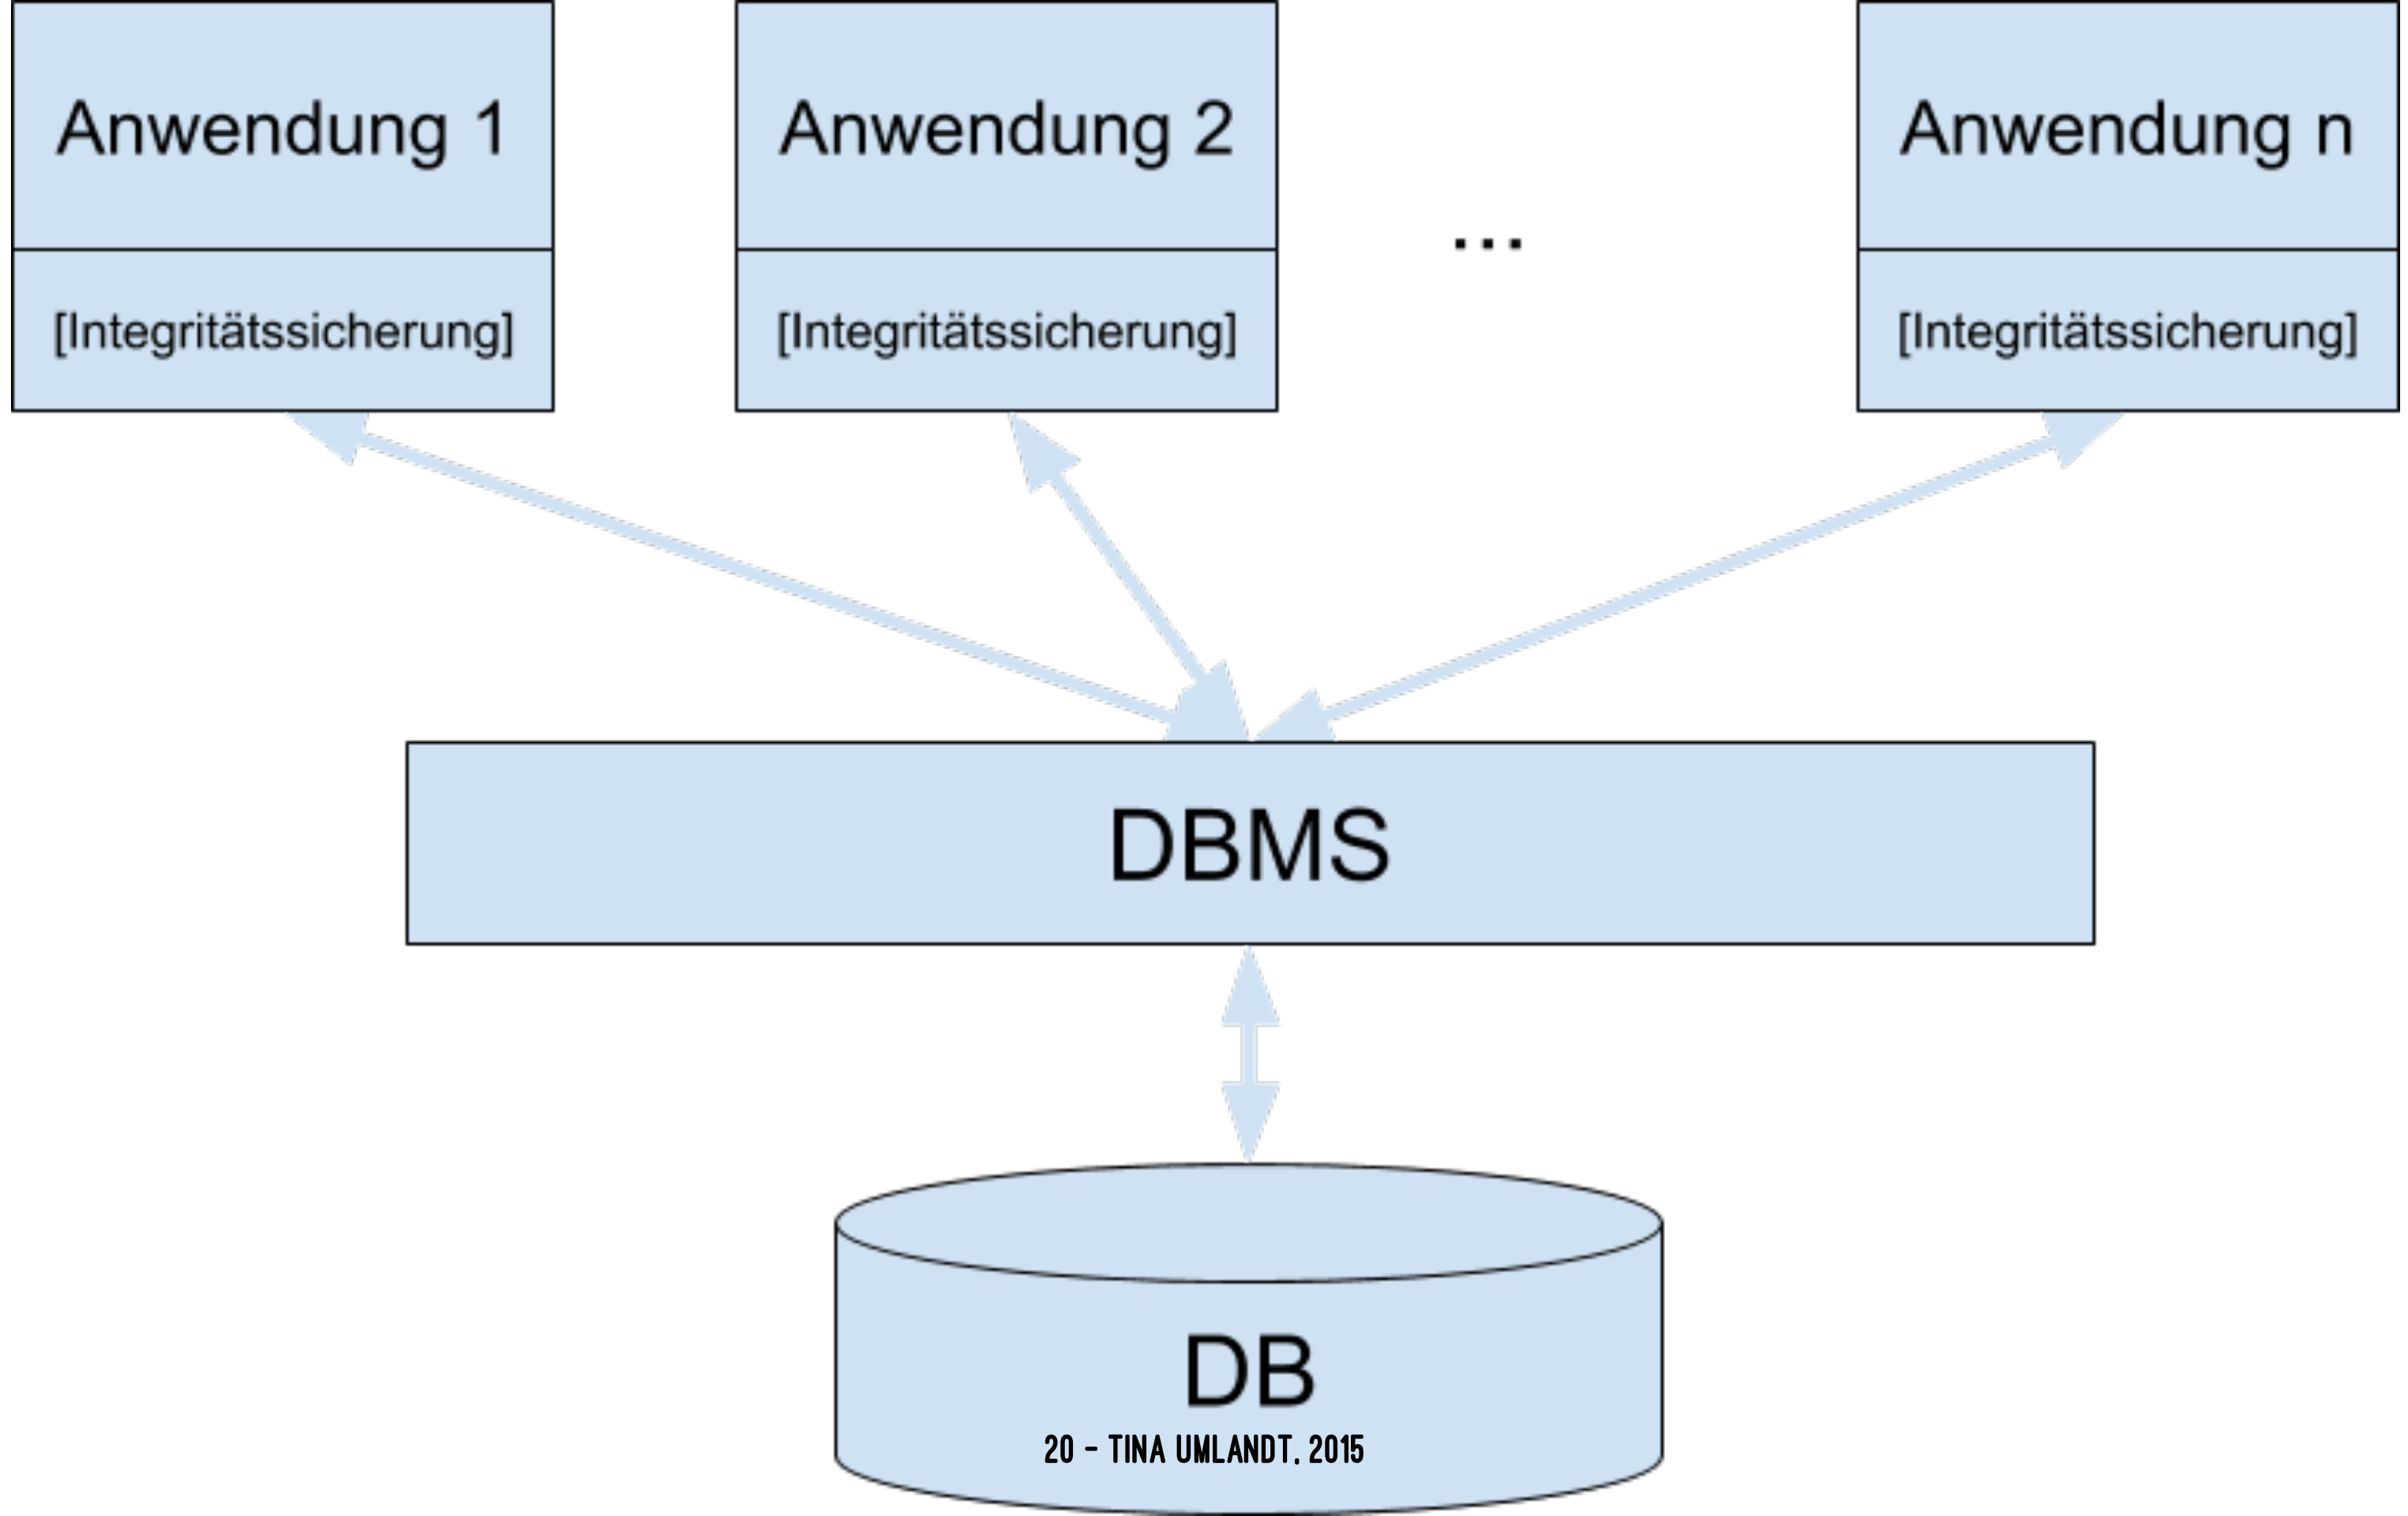 Anwendung 1
Anwendung 2
...
Anwendung n
[Integritätssicherung]
[Integritätssicherung]
[Integritätssicherung]
DBMS
DB
20 - TINA UMLANDT, 2015